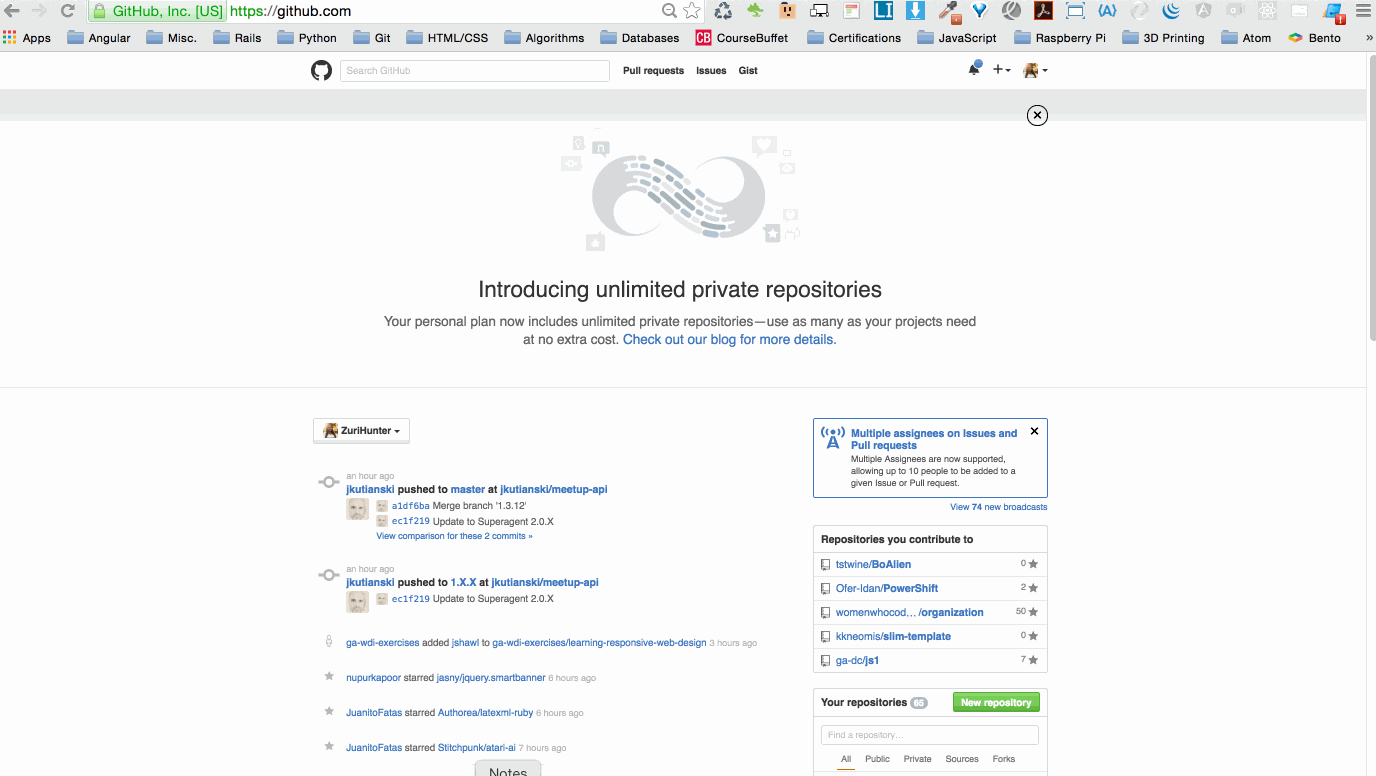 GitHub, Inc. [US] https://github.com
Apps Angular Misc. Rails Python Git HTML/CSS Algorithms Databases CB CourseBuffet Certifications JavaScript Raspberry Pi 3D Printing Atom Bento »
Search GitHub Pull requests Issues Gist
Introducing unlimited private repositories
Your personal plan now includes unlimited private repositories—use as many as your projects need
at no extra cost. Check out our blog for more details.
ZuriHunter
an hour ago
jkutianski pushed to master at jkutianski/meetup-api
a1df6ba Merge branch '1.3.12'
ec1f219 Update to Superagent 2.0.X
View comparison for these 2 commits »
an hour ago
jkutianski pushed to 1.X.X at jkutianski/meetup-api
ec1f219 Update to Superagent 2.0.X
ga-wdi-exercises added jshawl to ga-wdi-exercises/learning-responsive-web-design 3 hours ago
nupurkapoor starred jasny/jquery.smartbanner 6 hours ago
JuanitoFatas starred Authorea/latexml-ruby 6 hours ago
JuanitoFatas starred Stitchpunk/atari-ai 7 hours ago
Notes
Multiple assignees on Issues and
Pull requests
Multiple Assignees are now supported,
allowing up to 10 people to be added to a
given Issue or Pull request.
View 74 new broadcasts
Repositories you contribute to
tstwine/BoAlien 0
Ofer-Idan/PowerShift 2
womenwhocod… /organization 50
kkneomis/slim-template 0
ga-dc/js1 7
Your repositories 65 New repository
Find a repository…
All Public Private Sources Forks